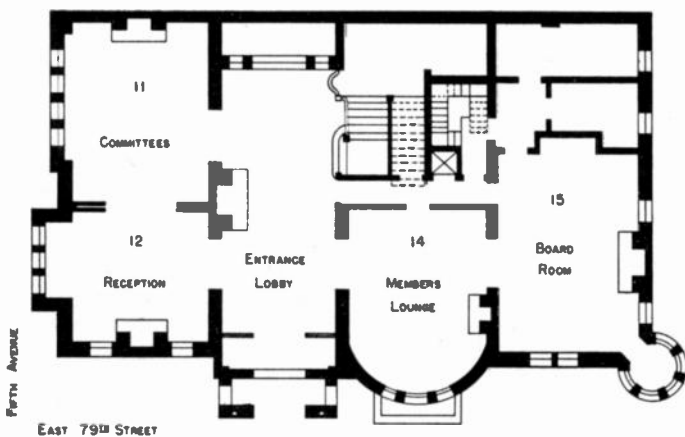 11
COMMITTEES
12
RECEPTION
ENTRANCE
LOBBY
14
MEMBERS
LOUNGE
15
BOARD
ROOM
FIFTH AVENUE
EAST 79TH STREET